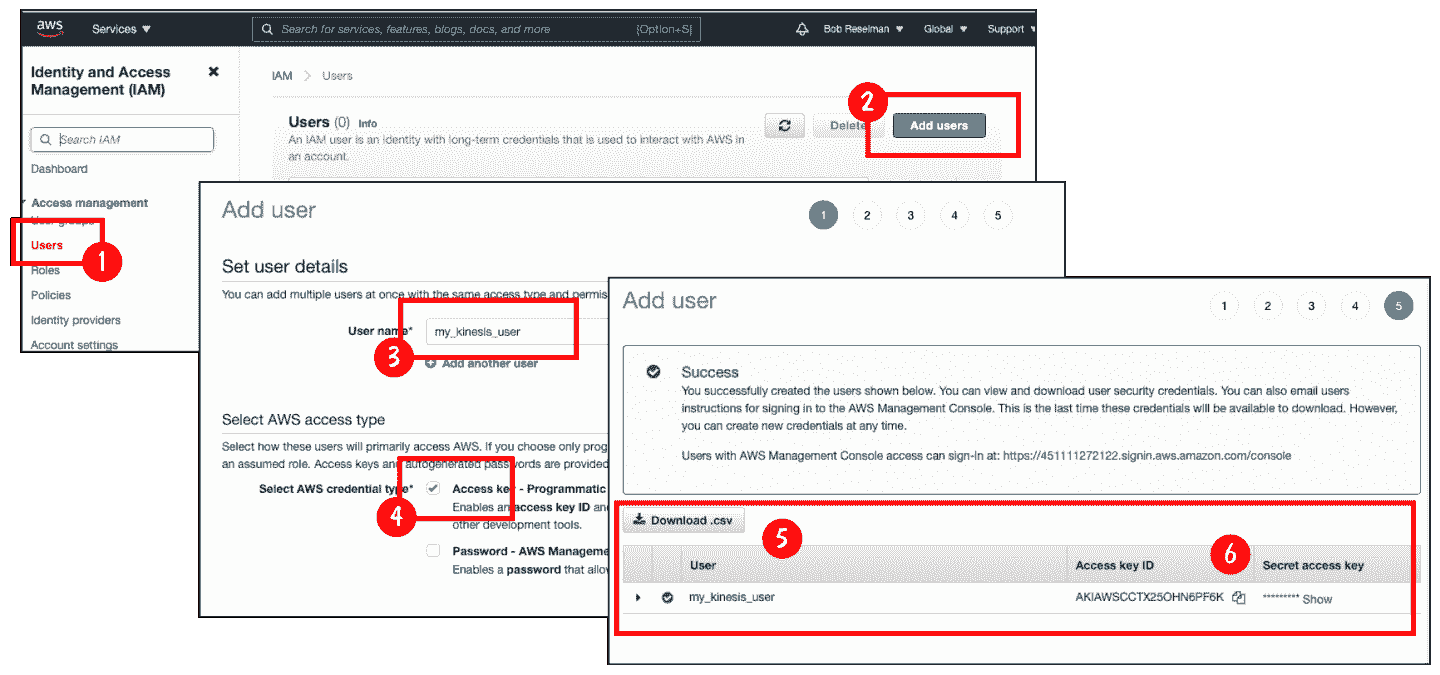 aws Services Search for services, features, blogs, docs, and more [Option+S] Bob Reselman Global Support
Identity and Access
Management (IAM)
Search IAM
Dashboard
Access management
User groups
Users
1
Roles
Policies
Identity providers
Account settings
IAM > Users
Users (0) Info
An IAM user is an identity with long-term credentials that is used to interact with AWS in
an account.
Delete
2
Add users
Add user
1 2 3 4 5
Set user details
You can add multiple users at once with the same access type and permis
User name* my_kinesis_user
3
Add another user
Select AWS access type
Select how these users will primarily access AWS. If you choose only prog
an assumed role. Access keys and autogenerated passwords are provided
Select AWS credential type* Access key - Programmatic
4
Enables an access key ID and
other development tools.
Password - AWS Manageme
Enables a password that allow
Add user
1 2 3 4 5
Success
You successfully created the users shown below. You can view and download user security credentials. You can also email users
instructions for signing in to the AWS Management Console. This is the last time these credentials will be available to download. However,
you can create new credentials at any time.
Users with AWS Management Console access can sign-in at: https://451111272122.signin.aws.amazon.com/console
Download .csv
5
6
User Access key ID Secret access key
my_kinesis_user AKIAWSCCTX25OHN6PF6K ********* Show